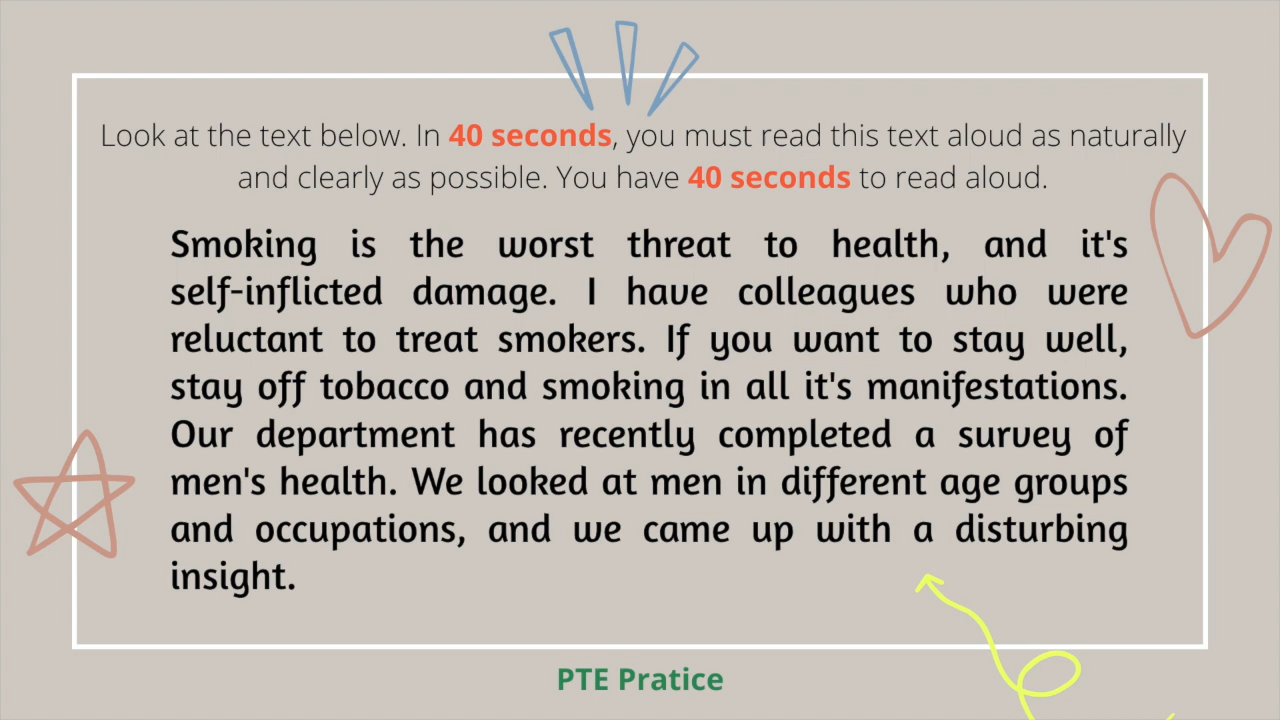 Look at the text below. In 40 seconds, you must read this text aloud as naturally
and clearly as possible. You have 40 seconds to read aloud.
Smoking is the worst threat to health, and it's
self-inflicted damage. I have colleagues who were
reluctant to treat smokers. If you want to stay well,
stay off tobacco and smoking in all it's manifestations.
Our department has recently completed a survey of
men's health. We looked at men in different age groups
and occupations, and we came up with a disturbing
insight.
PTE Pratice